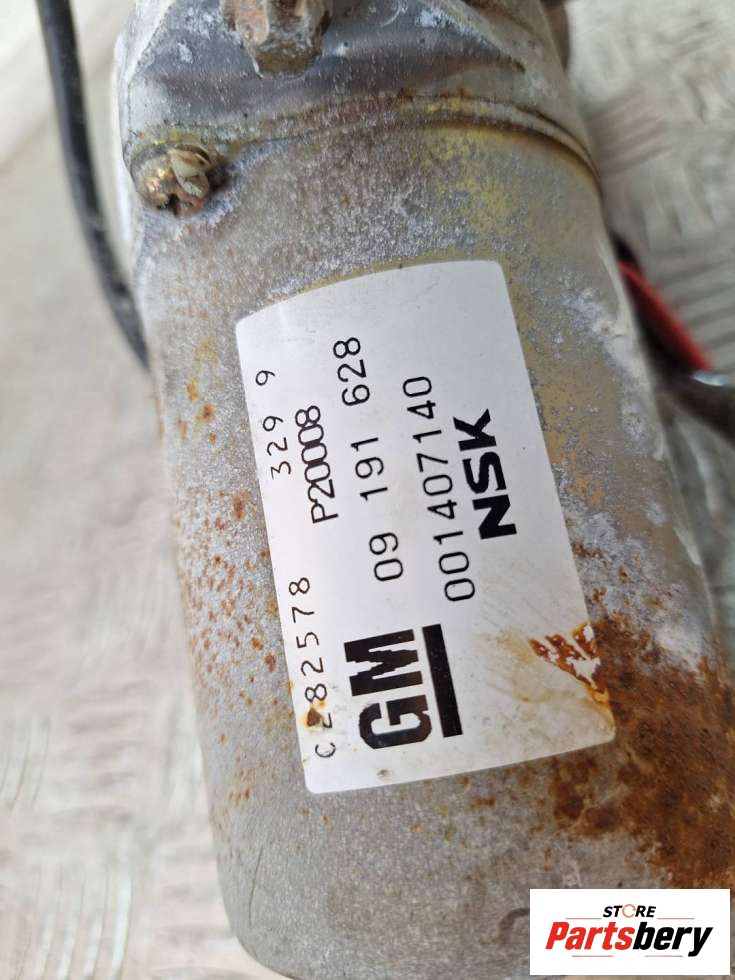 C282578 329 9
GM P20008
09 191 628
001407140
NSK
STORE
Partsbery